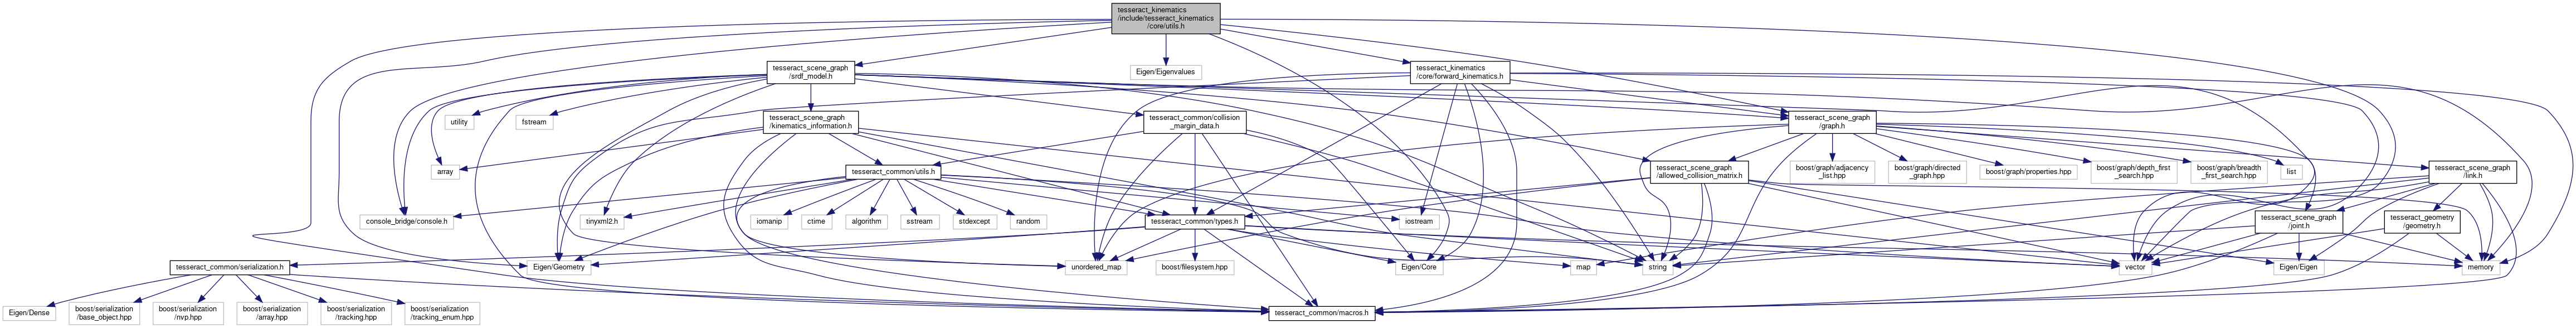 tesseract_kinematics
/include/tesseract_kinematics
/core/utils.h
tesseract_scene_graph
/srdf_model.h
Eigen/Eigenvalues
tesseract_kinematics
/core/forward_kinematics.h
utility
fstream
tesseract_scene_graph
/kinematics_information.h
tesseract_common/collision
_margin_data.h
tesseract_scene_graph
/graph.h
array
tesseract_common/utils.h
tesseract_scene_graph
/allowed_collision_matrix.h
boost/graph/adjacency
_list.hpp
boost/graph/directed
_graph.hpp
boost/graph/properties.hpp
boost/graph/depth_first
_search.hpp
boost/graph/breadth
_first_search.hpp
list
tesseract_scene_graph
/link.h
console_bridge/console.h
tinyxml2.h
iomanip
ctime
algorithm
sstream
stdexcept
random
tesseract_common/types.h
iostream
tesseract_scene_graph
/joint.h
tesseract_geometry
/geometry.h
tesseract_common/serialization.h
Eigen/Geometry
unordered_map
boost/filesystem.hpp
Eigen/Core
map
string
vector
Eigen/Eigen
memory
Eigen/Dense
boost/serialization
/base_object.hpp
boost/serialization
/nvp.hpp
boost/serialization
/array.hpp
boost/serialization
/tracking.hpp
boost/serialization
/tracking_enum.hpp
tesseract_common/macros.h